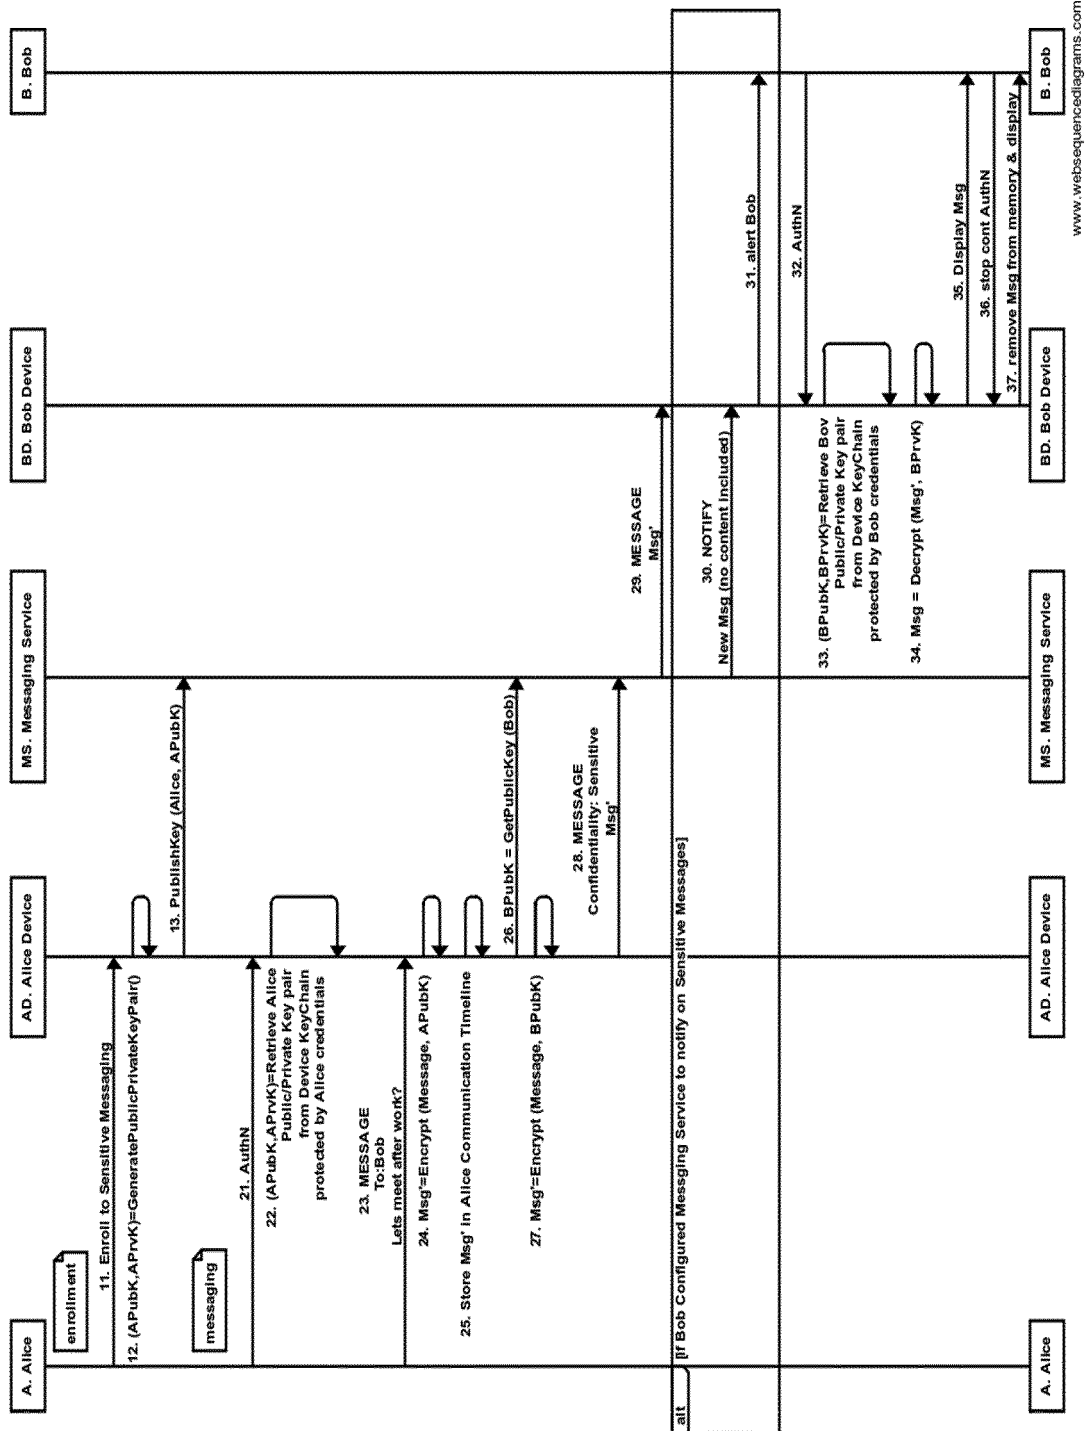 A. Alice
AD. Alice Device
MS. Messaging Service
BD. Bob Device
B. Bob
enrollment
11. Enroll to Sensitive Messaging
12. (APubK,APrvK)=GeneratePublicPrivateKeyPair()
13. PublishKey (Alice, APubK)
messaging
21. AuthN
22. (APubK,APrvK)=Retrieve Alice
Public/Private Key pair
from Device KeyChain
protected by Alice credentials
23. MESSAGE
To:Bob
Lets meet after work?
24. Msg'=Encrypt (Message, APubK)
25. Store Msg' in Alice Communication Timeline
26. BPubK = GetPublicKey (Bob)
27. Msg'=Encrypt (Message, BPubK)
28. MESSAGE
Confidentiality: Sensitive
Msg'
29. MESSAGE
Msg'
alt
[If Bob Configured Messging Service to notify on Sensitive Messages]
30. NOTIFY
New Msg (no content included)
31. alert Bob
32. AuthN
33. (BPubK,BPrvK)=Retrieve Bov
Public/Private Key pair
from Device KeyChain
protected by Bob credentials
34. Msg = Decrypt (Msg', BPrvK)
35. Display Msg
36. stop cont AuthN
37. remove Msg from memory & display
A. Alice
AD. Alice Device
MS. Messaging Service
BD. Bob Device
B. Bob
www.websequencediagrams.com